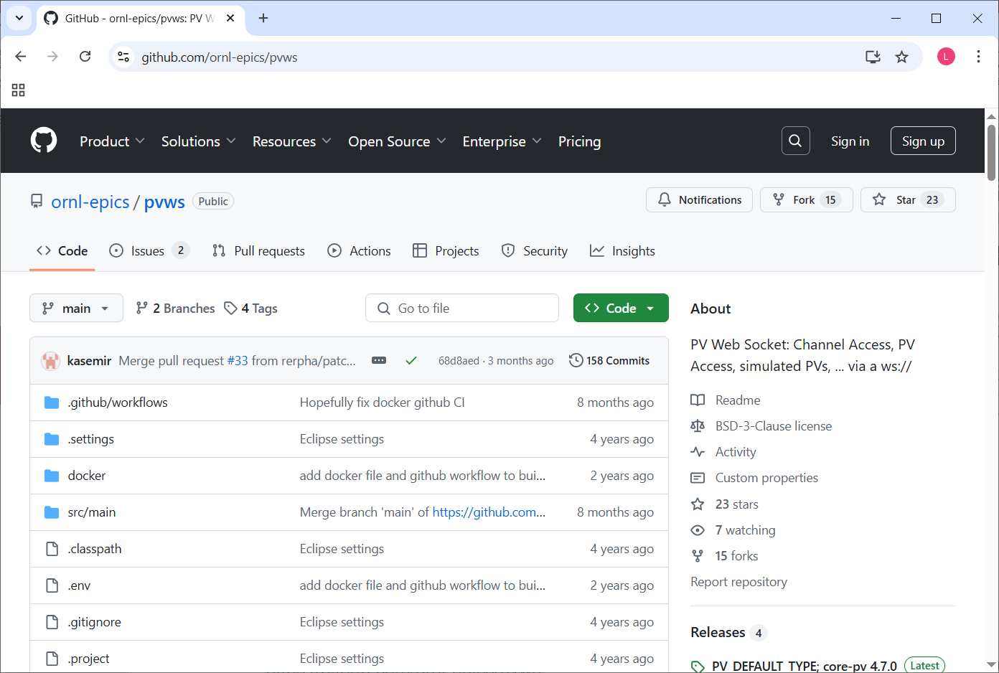 GitHub - ornl-epics/pvws: PV W
github.com/ornl-epics/pvws
L
Product Solutions Resources Open Source Enterprise Pricing Sign in Sign up
ornl-epics / pvws Public Notifications Fork 15 Star 23
Code Issues 2 Pull requests Actions Projects Security Insights
main 2 Branches 4 Tags Go to file Code
kasemir Merge pull request #33 from rerpha/patc... 68d8aed · 3 months ago 158 Commits
.github/workflows Hopefully fix docker github CI 8 months ago
.settings Eclipse settings 4 years ago
docker add docker file and github workflow to bui... 2 years ago
src/main Merge branch 'main' of https://github.com... 8 months ago
.classpath Eclipse settings 4 years ago
.env add docker file and github workflow to bui... 2 years ago
.gitignore Eclipse settings 4 years ago
.project Eclipse settings 4 years ago
About
PV Web Socket: Channel Access, PV
Access, simulated PVs, ... via a ws://
Readme
BSD-3-Clause license
Activity
Custom properties
23 stars
7 watching
15 forks
Report repository
Releases 4
PV_DEFAULT_TYPE; core-pv 4.7.0 Latest